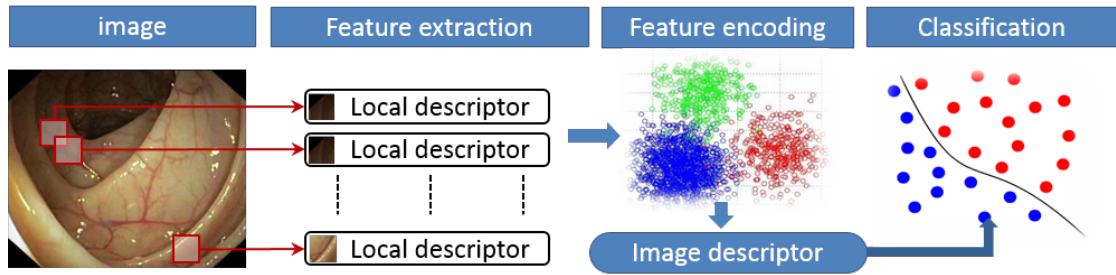 image
Feature extraction
Feature encoding
Classification
Local descriptor
Local descriptor
Local descriptor
Image descriptor